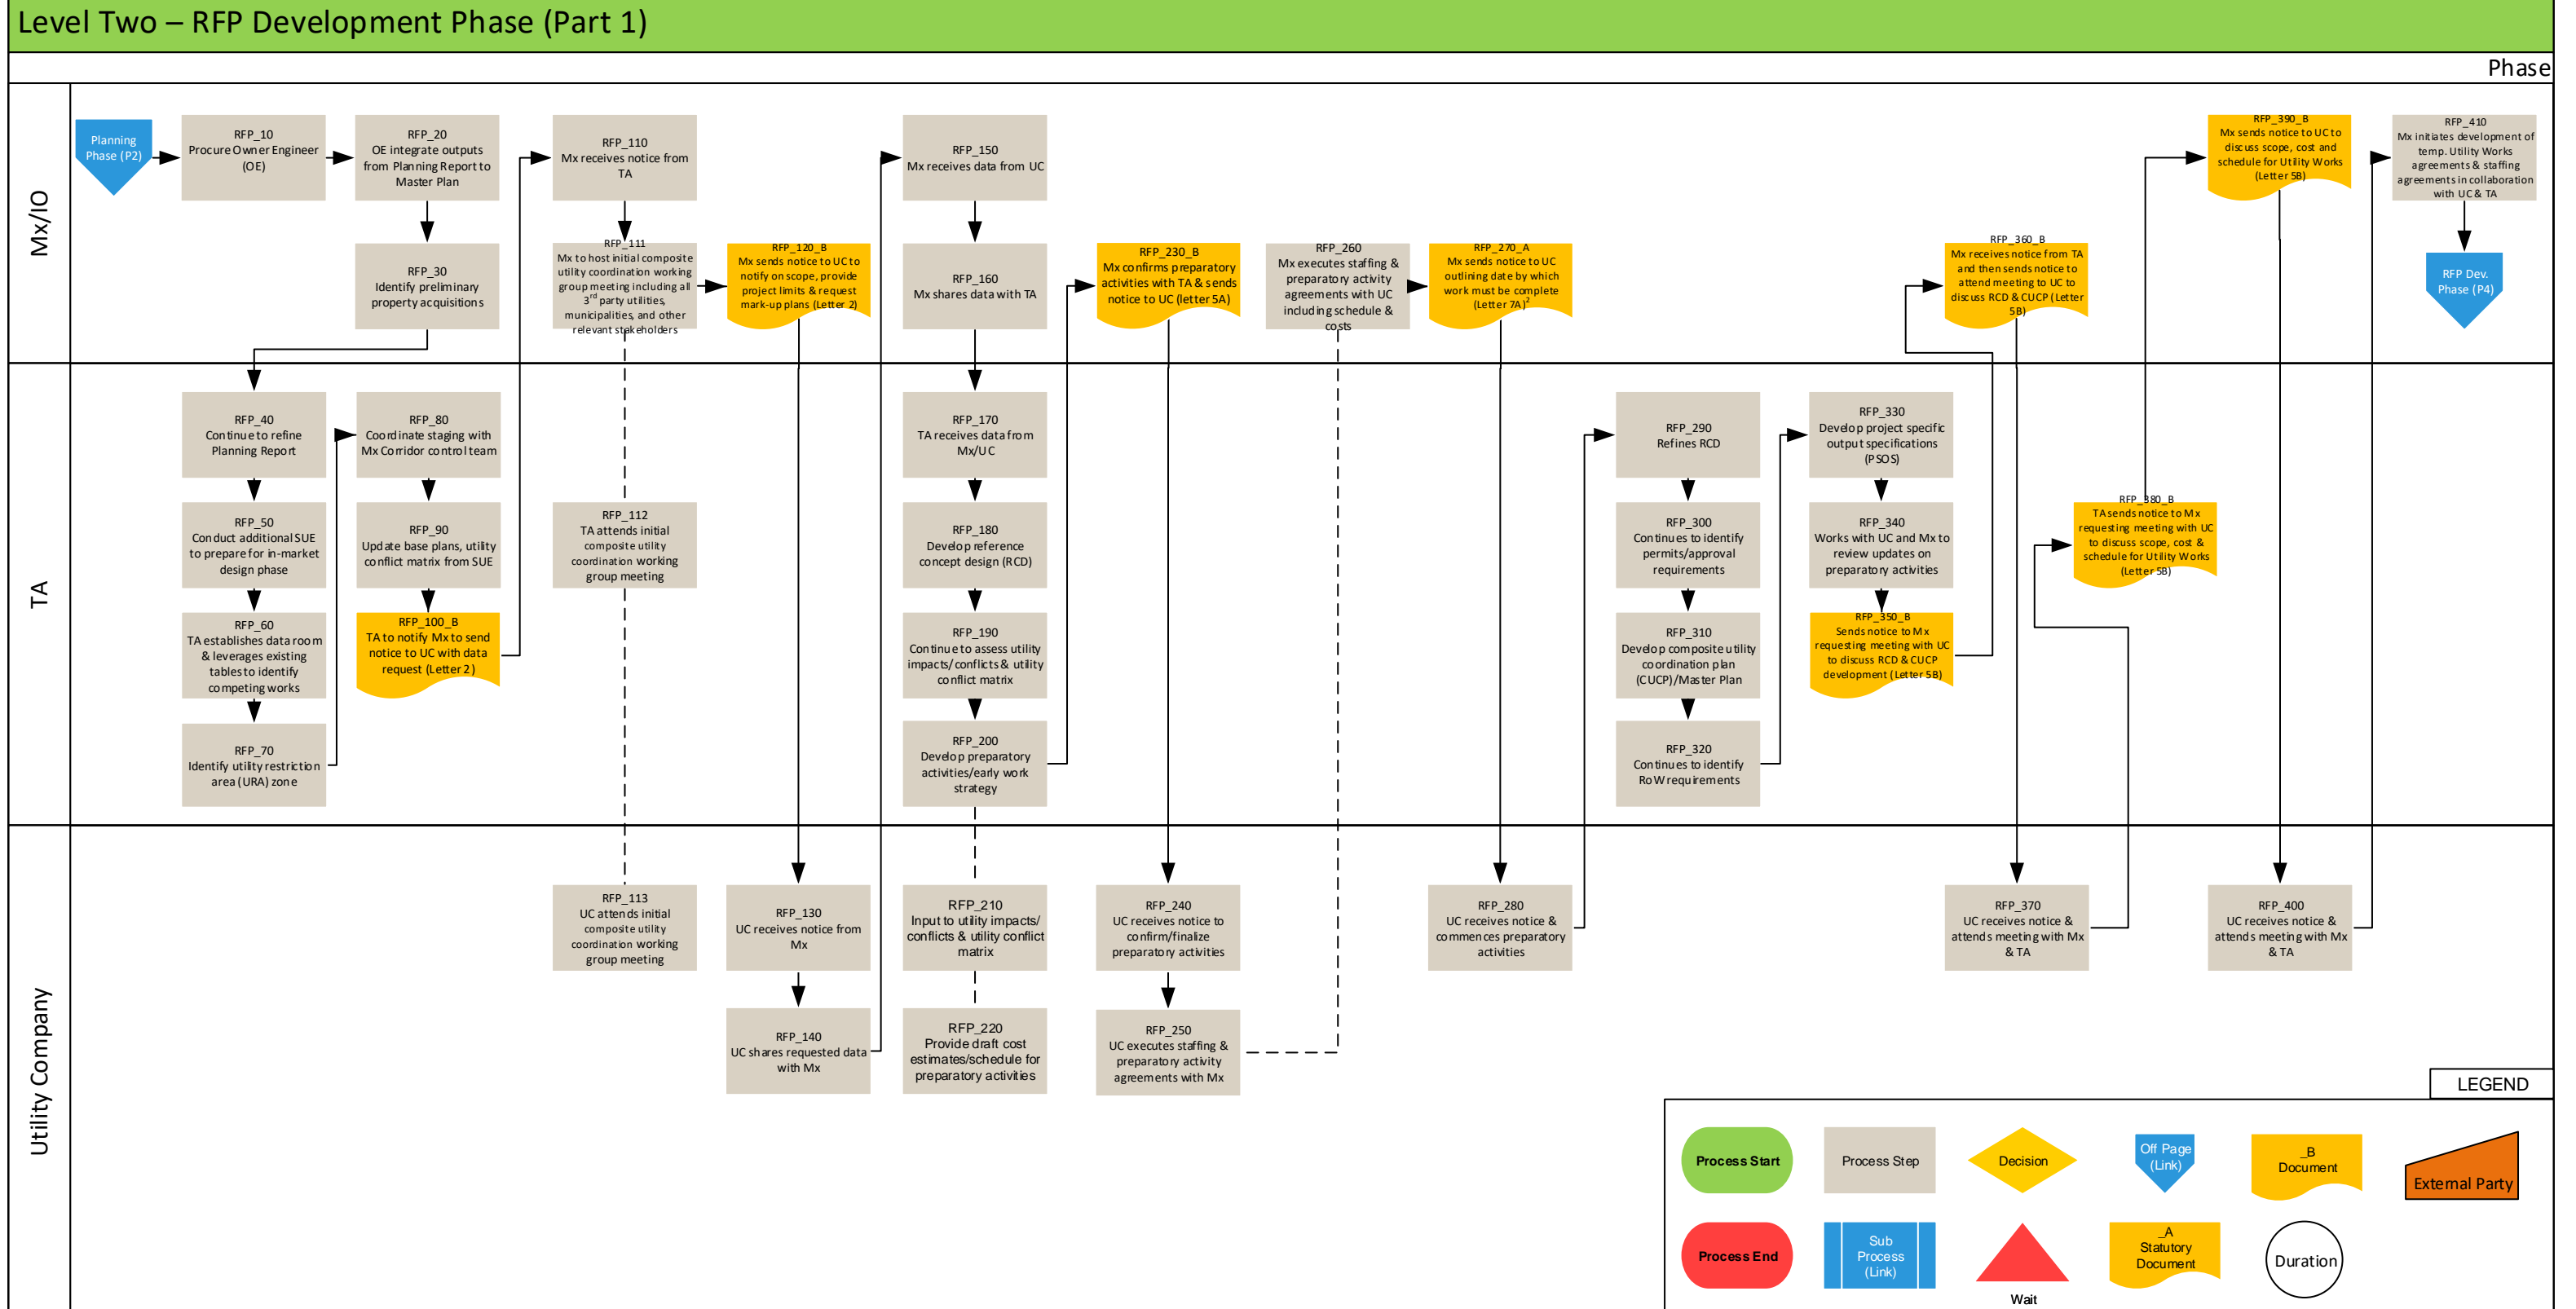 Level Two – RFP Development Phase (Part 1)
Phase
Mx/IO
Planning
Phase (P2)
RFP_10
Procure Owner Engineer
(OE)
RFP_20
OE integrate outputs
from Planning Report to
Master Plan
RFP_30
Identify preliminary
property acquisitions
RFP_110
Mx receives notice from
TA
RFP_111
Mx to host initial composite
utility coordination working
group meeting including all
3rd party utilities,
municipalities, and other
relevant stakeholders
RFP_120_B
Mx sends notice to UC to
notify on scope, provide
project limits & request
mark-up plans (Letter 2)
RFP_150
Mx receives data from UC
RFP_160
Mx shares data with TA
RFP_230_B
Mx confirms preparatory
activities with TA & sends
notice to UC (letter 5A)
RFP_260
Mx executes staffing &
preparatory activity
agreements with UC
including schedule &
costs
RFP_270_A
Mx sends notice to UC
outlining date by which
work must be complete
(Letter 7A)2
RFP_360_B
Mx receives notice from TA
and then sends notice to
attend meeting to UC to
discuss RCD & CUCP (Letter
5B)
RFP_390_B
Mx sends notice to UC to
discuss scope, cost and
schedule for Utility Works
(Letter 5B)
RFP_410
Mx initiates development of
temp. Utility Works
agreements & staffing
agreements in collaboration
with UC & TA
RFP Dev.
Phase (P4)
TA
RFP_40
Continue to refine
Planning Report
RFP_50
Conduct additional SUE
to prepare for in-market
design phase
RFP_60
TA establishes data room
& leverages existing
tables to identify
competing works
RFP_70
Identify utility restriction
area (URA) zone
RFP_80
Coordinate staging with
Mx Corridor control team
RFP_90
Update base plans, utility
conflict matrix from SUE
RFP_100_B
TA to notify Mx to send
notice to UC with data
request (Letter 2)
RFP_112
TA attends initial
composite utility
coordination working
group meeting
RFP_170
TA receives data from
Mx/UC
RFP_180
Develop reference
concept design (RCD)
RFP_190
Continue to assess utility
impacts/conflicts & utility
conflict matrix
RFP_200
Develop preparatory
activities/early work
strategy
RFP_290
Refines RCD
RFP_300
Continues to identify
permits/approval
requirements
RFP_310
Develop composite utility
coordination plan
(CUCP)/Master Plan
RFP_320
Continues to identify
RoW requirements
RFP_330
Develop project specific
output specifications
(PSOS)
RFP_340
Works with UC and Mx to
review updates on
preparatory activities
RFP_350_B
Sends notice to Mx
requesting meeting with UC
to discuss RCD & CUCP
development (Letter 5B)
RFP_380_B
TA sends notice to Mx
requesting meeting with UC
to discuss scope, cost &
schedule for Utility Works
(Letter 5B)
Utility Company
RFP_113
UC attends initial
composite utility
coordination working
group meeting
RFP_130
UC receives notice from
Mx
RFP_140
UC shares requested data
with Mx
RFP_210
Input to utility impacts/
conflicts & utility conflict
matrix
RFP_220
Provide draft cost
estimates/schedule for
preparatory activities
RFP_240
UC receives notice to
confirm/finalize
preparatory activities
RFP_250
UC executes staffing &
preparatory activity
agreements with Mx
RFP_280
UC receives notice &
commences preparatory
activities
RFP_370
UC receives notice &
attends meeting with Mx
& TA
RFP_400
UC receives notice &
attends meeting with Mx
& TA
LEGEND
Process Start
Process Step
Decision
Off Page
(Link)
_B
Document
External Party
Process End
Sub
Process
(Link)
Wait
_A
Statutory
Document
Duration